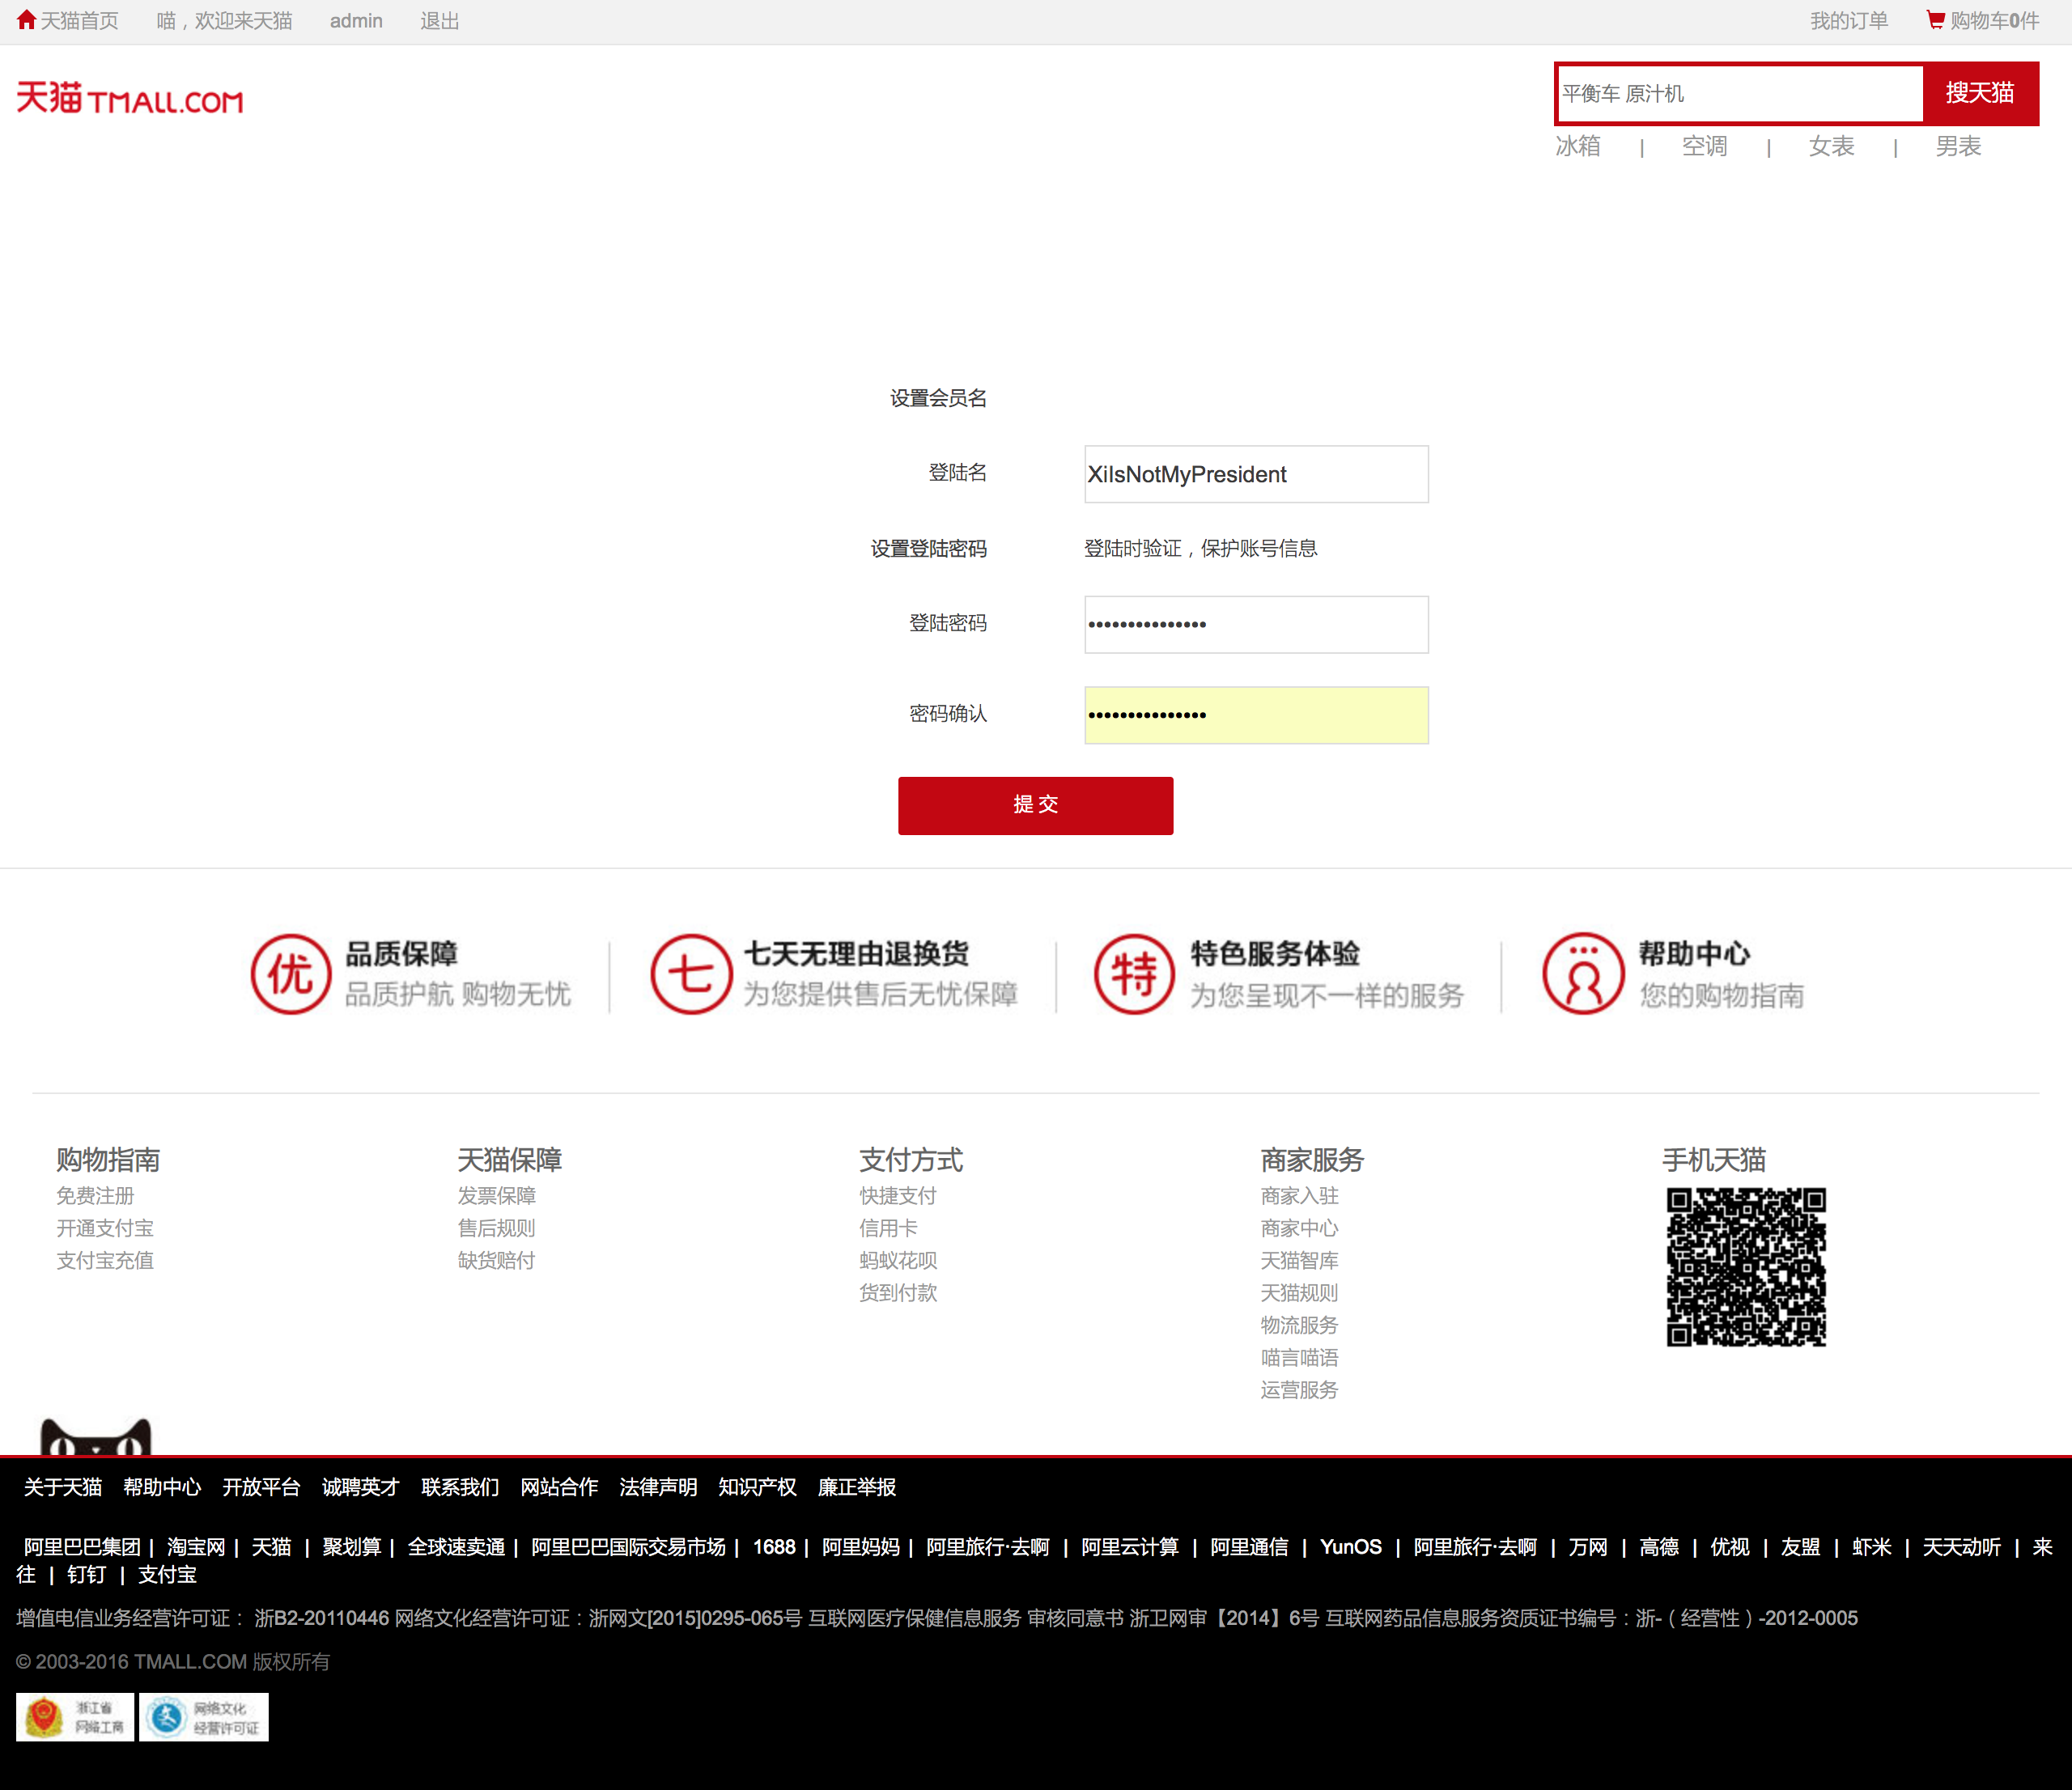 天猫首页 喵，欢迎来天猫 admin 退出 我的订单 购物车0件
天猫 TMALL.COM
平衡车 原汁机 搜天猫
冰箱 | 空调 | 女表 | 男表
设置会员名
登陆名 XiIsNotMyPresident
设置登陆密码 登陆时验证，保护账号信息
登陆密码 •••••••••••••••
密码确认 •••••••••••••••
提 交
优 品质保障 七 七天无理由退换货 特 特色服务体验 帮助中心
品质护航 购物无忧 为您提供售后无忧保障 为您呈现不一样的服务 您的购物指南
购物指南 天猫保障 支付方式 商家服务 手机天猫
免费注册 发票保障 快捷支付 商家入驻
开通支付宝 售后规则 信用卡 商家中心
支付宝充值 缺货赔付 蚂蚁花呗 天猫智库
货到付款 天猫规则
物流服务
喵言喵语
运营服务
关于天猫 帮助中心 开放平台 诚聘英才 联系我们 网站合作 法律声明 知识产权 廉正举报
阿里巴巴集团 | 淘宝网 | 天猫 | 聚划算 | 全球速卖通 | 阿里巴巴国际交易市场 | 1688 | 阿里妈妈 | 阿里旅行·去啊 | 阿里云计算 | 阿里通信 | YunOS | 阿里旅行·去啊 | 万网 | 高德 | 优视 | 友盟 | 虾米 | 天天动听 | 来
往 | 钉钉 | 支付宝
增值电信业务经营许可证： 浙B2-20110446 网络文化经营许可证：浙网文[2015]0295-065号 互联网医疗保健信息服务 审核同意书 浙卫网审【2014】6号 互联网药品信息服务资质证书编号：浙-（经营性）-2012-0005
© 2003-2016 TMALL.COM 版权所有
浙江省 网络文化
网络工商 经营许可证